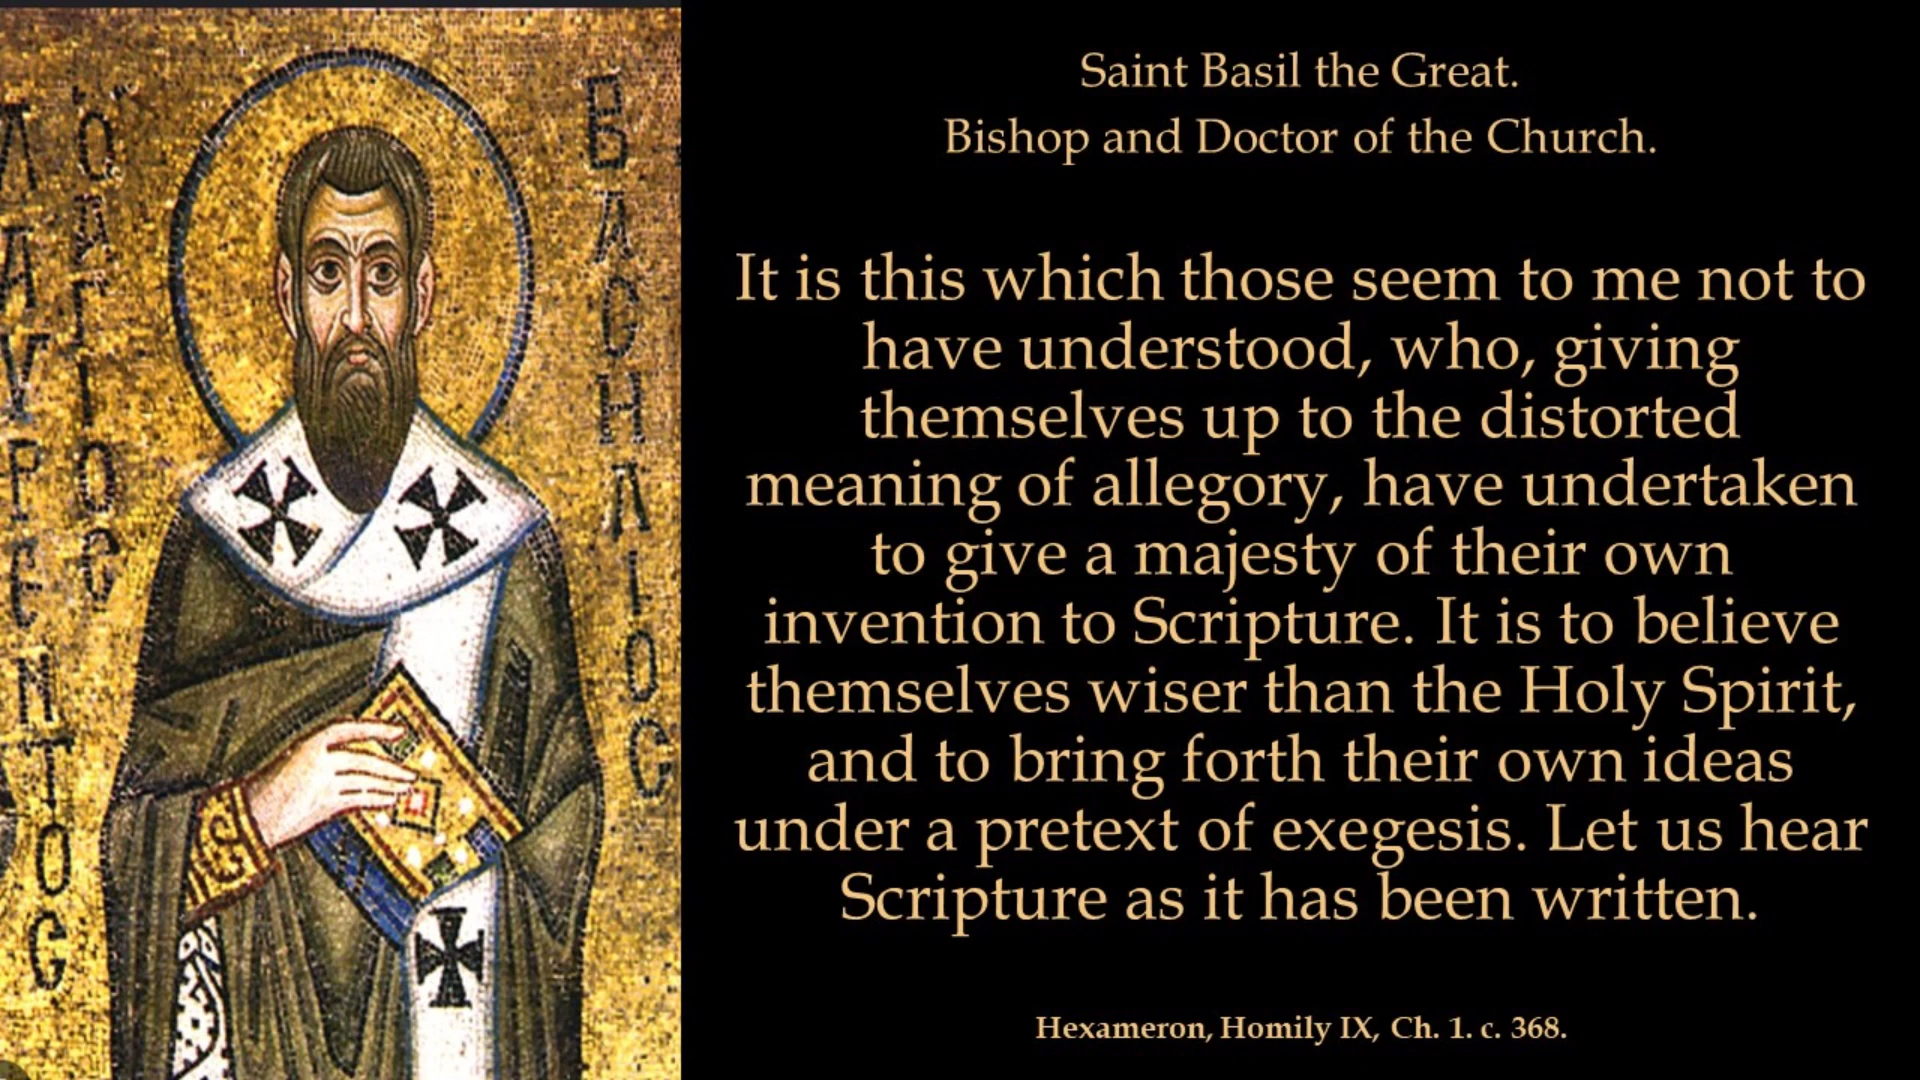 Ο
ΑΓΙΟC
ΒΑCΗΛΙΟC
Saint Basil the Great.
Bishop and Doctor of the Church.
It is this which those seem to me not to
have understood, who, giving
themselves up to the distorted
meaning of allegory, have undertaken
to give a majesty of their own
invention to Scripture. It is to believe
themselves wiser than the Holy Spirit,
and to bring forth their own ideas
under a pretext of exegesis. Let us hear
Scripture as it has been written.
Hexameron, Homily IX, Ch. 1. c. 368.